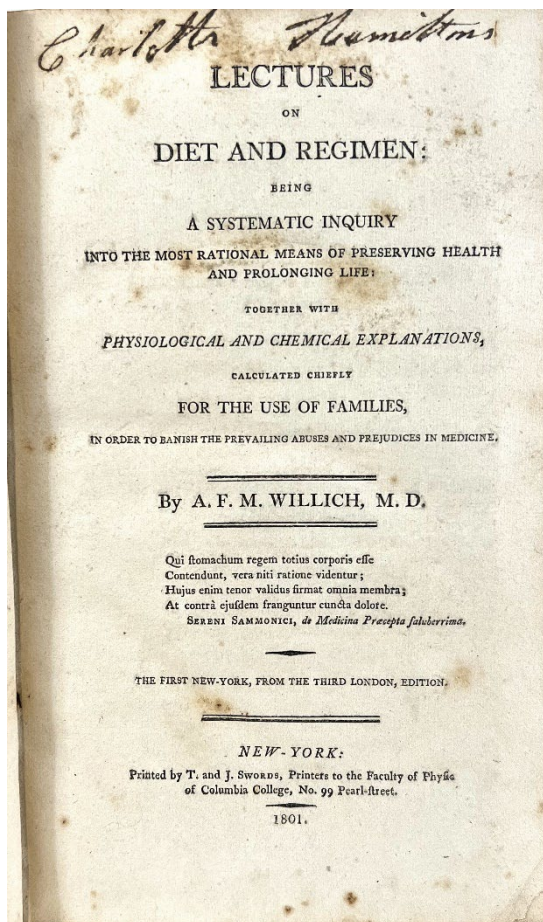 Charlotte Hamiltons
LECTURES
ON
DIET AND REGIMEN:
BEING
A SYSTEMATIC INQUIRY
INTO THE MOST RATIONAL MEANS OF PRESERVING HEALTH
AND PROLONGING LIFE:
TOGETHER WITH
PHYSIOLOGICAL AND CHEMICAL EXPLANATIONS,
CALCULATED CHIEFLY
FOR THE USE OF FAMILIES,
IN ORDER TO BANISH THE PREVAILING ABUSES AND PREJUDICES IN MEDICINE.
By A. F. M. WILLICH, M. D.
Qui ſtomachum regem totius corporis eſſe
Contendunt, vera niti ratione videntur;
Hujus enim tenor validus firmat omnia membra;
At contrà ejuſdem franguntur cuncta dolore.
SERENI SAMMONICI, de Medicina Præcepta ſaluberrima.
THE FIRST NEW-YORK, FROM THE THIRD LONDON, EDITION.
NEW-YORK:
Printed by T. and J. SWORDS, Printers to the Faculty of Phyſic
of Columbia College, No. 99 Pearl-ſtreet.
1801.